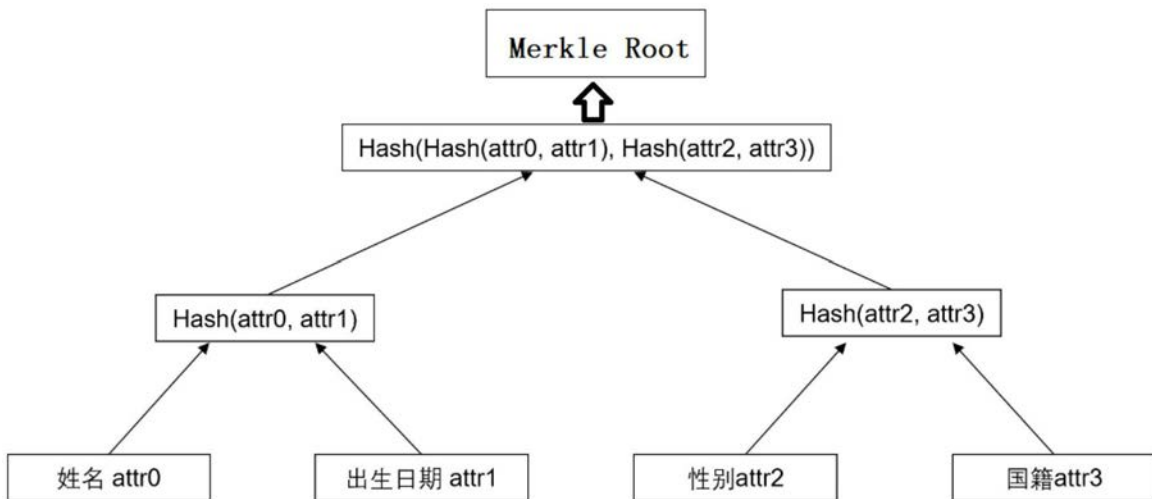 Merkle Root
Hash(Hash(attr0, attr1), Hash(attr2, attr3))
Hash(attr0, attr1)
Hash(attr2, attr3)
姓名 attr0
出生日期 attr1
性别attr2
国籍attr3